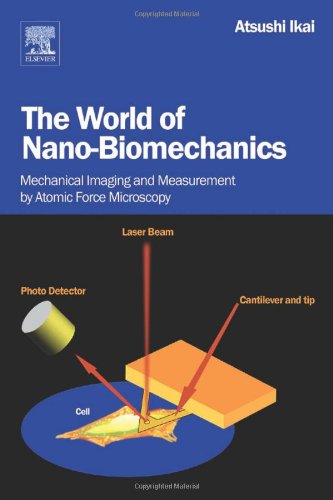 Atsushi Ikai
ELSEVIER
The World of
Nano-Biomechanics
Mechanical Imaging and Measurement
by Atomic Force Microscopy
Laser Beam
Photo Detector
Cantilever and tip
Cell